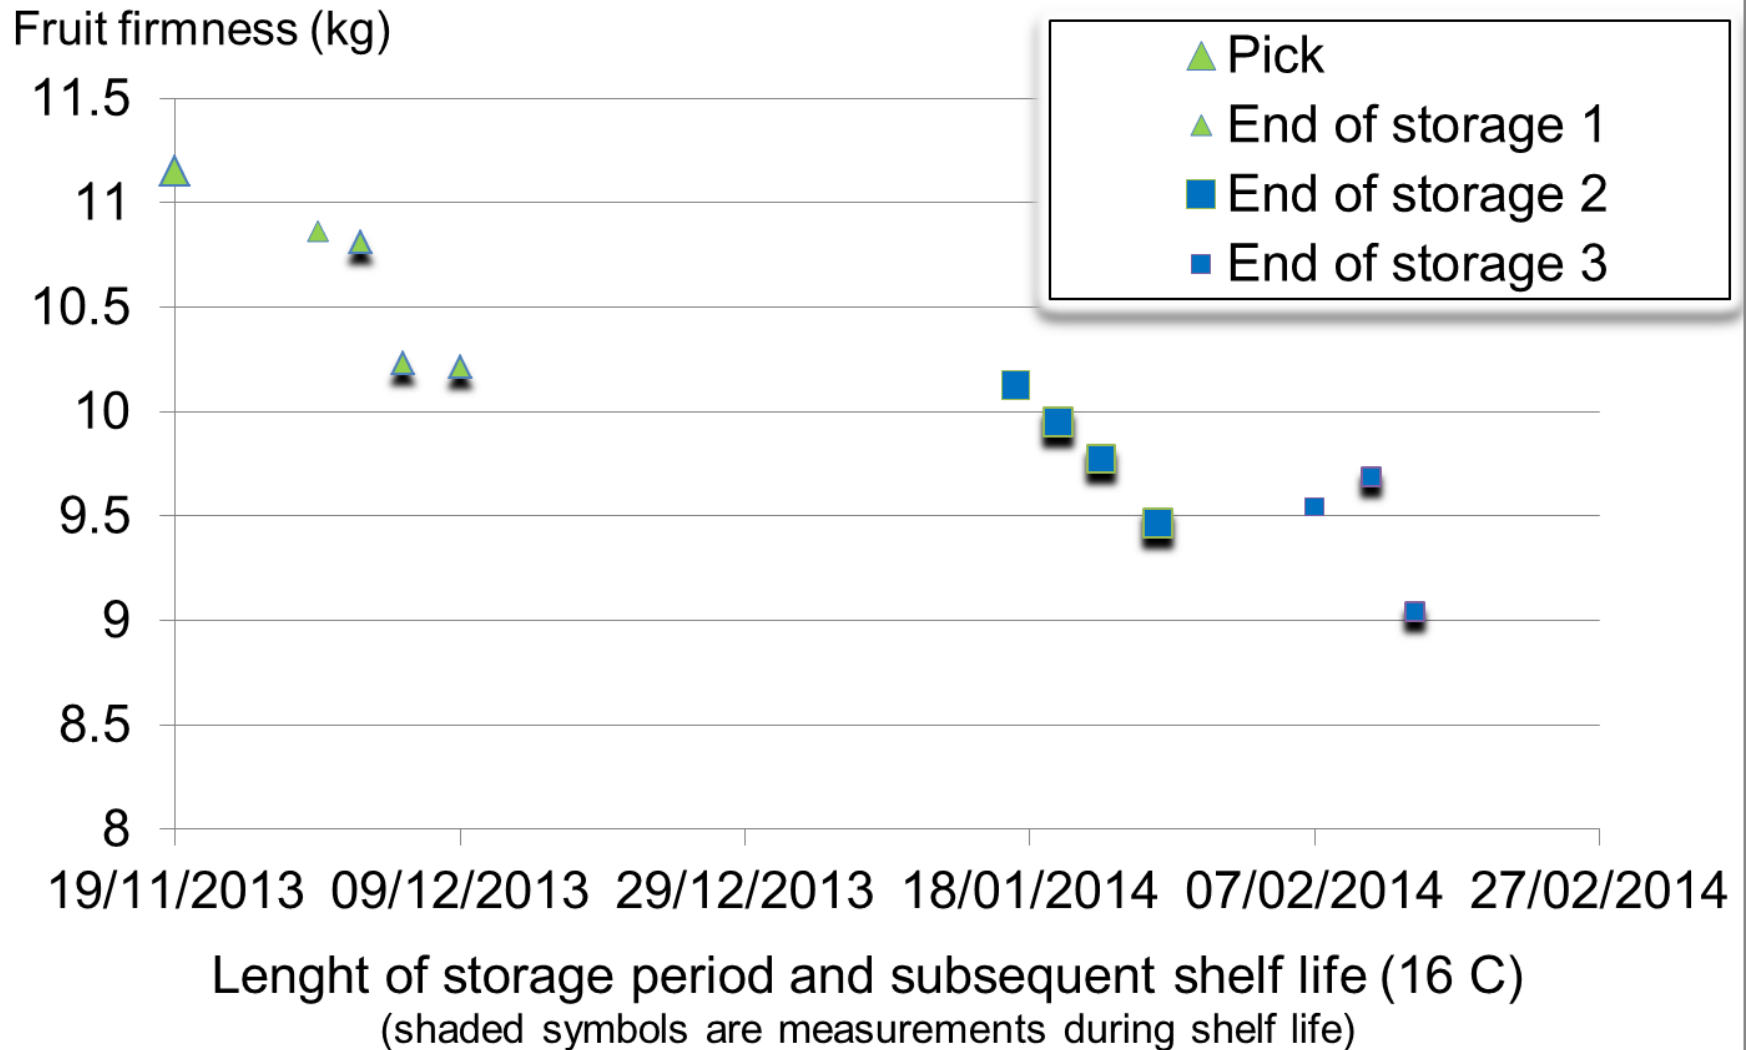 Fruit firmness (kg)
Pick
End of storage 1
End of storage 2
End of storage 3
11.5
11
10.5
10
9.5
9
8.5
8
19/11/2013 09/12/2013 29/12/2013 18/01/2014 07/02/2014 27/02/2014
Lenght of storage period and subsequent shelf life (16 C)
(shaded symbols are measurements during shelf life)